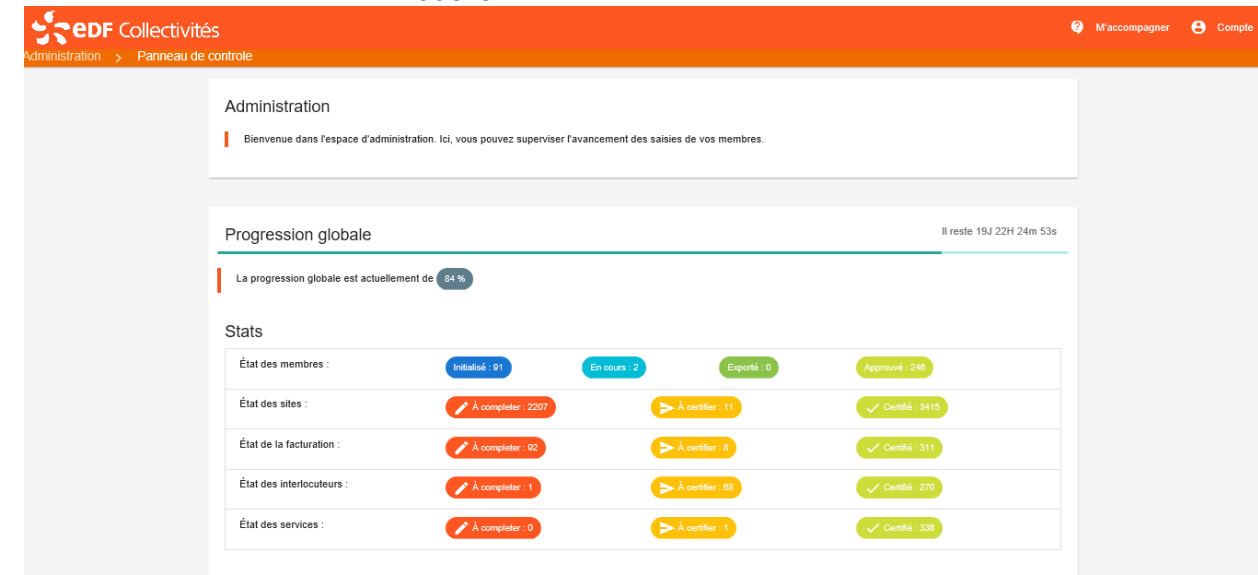 eDF Collectivités
M'accompagner
Compte
Administration > Panneau de controle
Administration
Bienvenue dans l'espace d'administration. Ici, vous pouvez superviser l'avancement des saisies de vos membres.
Progression globale
Il reste 19J 22H 24m 53s
La progression globale est actuellement de 84 %
Stats
État des membres : Initialisé : 91 En cours : 2 Exporté : 0 Approuvé : 246
État des sites : À completer : 2207 À certifier : 11 Certifié : 3415
État de la facturation : À completer : 92 À certifier : 8 Certifié : 311
État des interlocuteurs : À completer : 1 À certifier : 68 Certifié : 270
État des services : À completer : 0 À certifier : 1 Certifié : 338